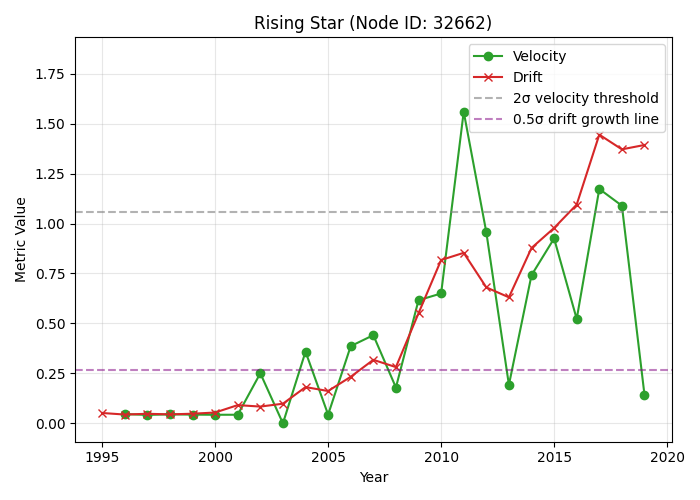 Rising Star (Node ID: 32662)
Velocity
Drift
2σ velocity threshold
0.5σ drift growth line
Metric Value
1.75
1.50
1.25
1.00
0.75
0.50
0.25
0.00
1995
2000
2005
2010
2015
2020
Year